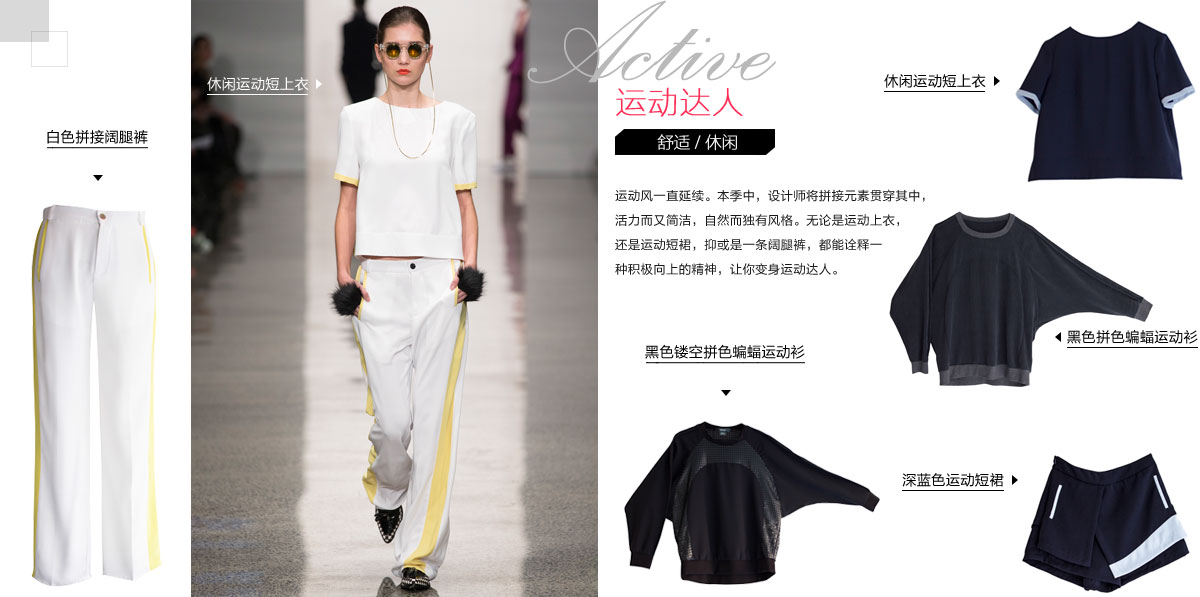 白色拼接阔腿裤
休闲运动短上衣
Active
运动达人
舒适 / 休闲
运动风一直延续。本季中，设计师将拼接元素贯穿其中，
活力而又简洁，自然而独有风格。无论是运动上衣，
还是运动短裙，抑或是一条阔腿裤，都能诠释一
种积极向上的精神，让你变身运动达人。
休闲运动短上衣
黑色拼色蝙蝠运动衫
黑色镂空拼色蝙蝠运动衫
深蓝色运动短裙